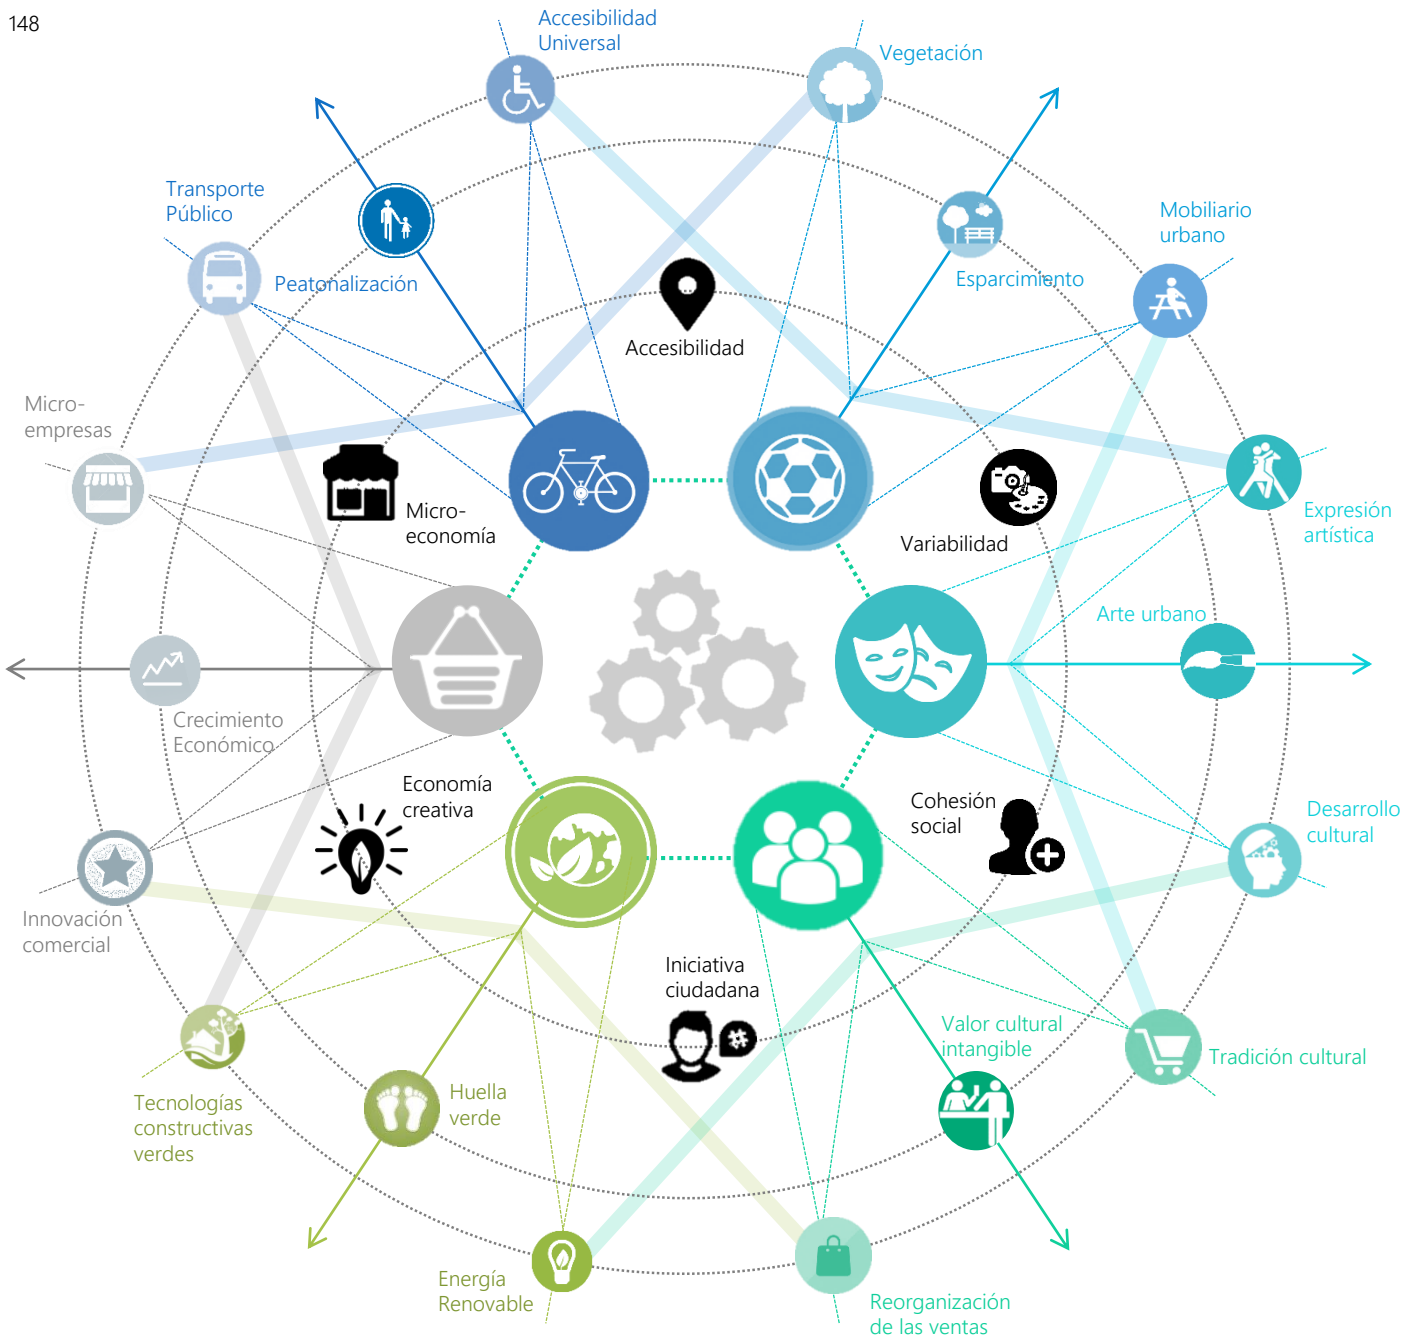 148
Accesibilidad
Universal
Vegetación
Transporte
Público
Peatonalización
Esparcimiento
Mobiliario
urbano
Accesibilidad
Micro-
empresas
Micro-
economía
Variabilidad
Expresión
artística
Arte urbano
Crecimiento
Económico
Economía
creativa
Cohesión
social
Desarrollo
cultural
Innovación
comercial
Iniciativa
ciudadana
#
Valor cultural
intangible
Tradición cultural
Tecnologías
constructivas
verdes
Huella
verde
Energía
Renovable
Reorganización
de las ventas